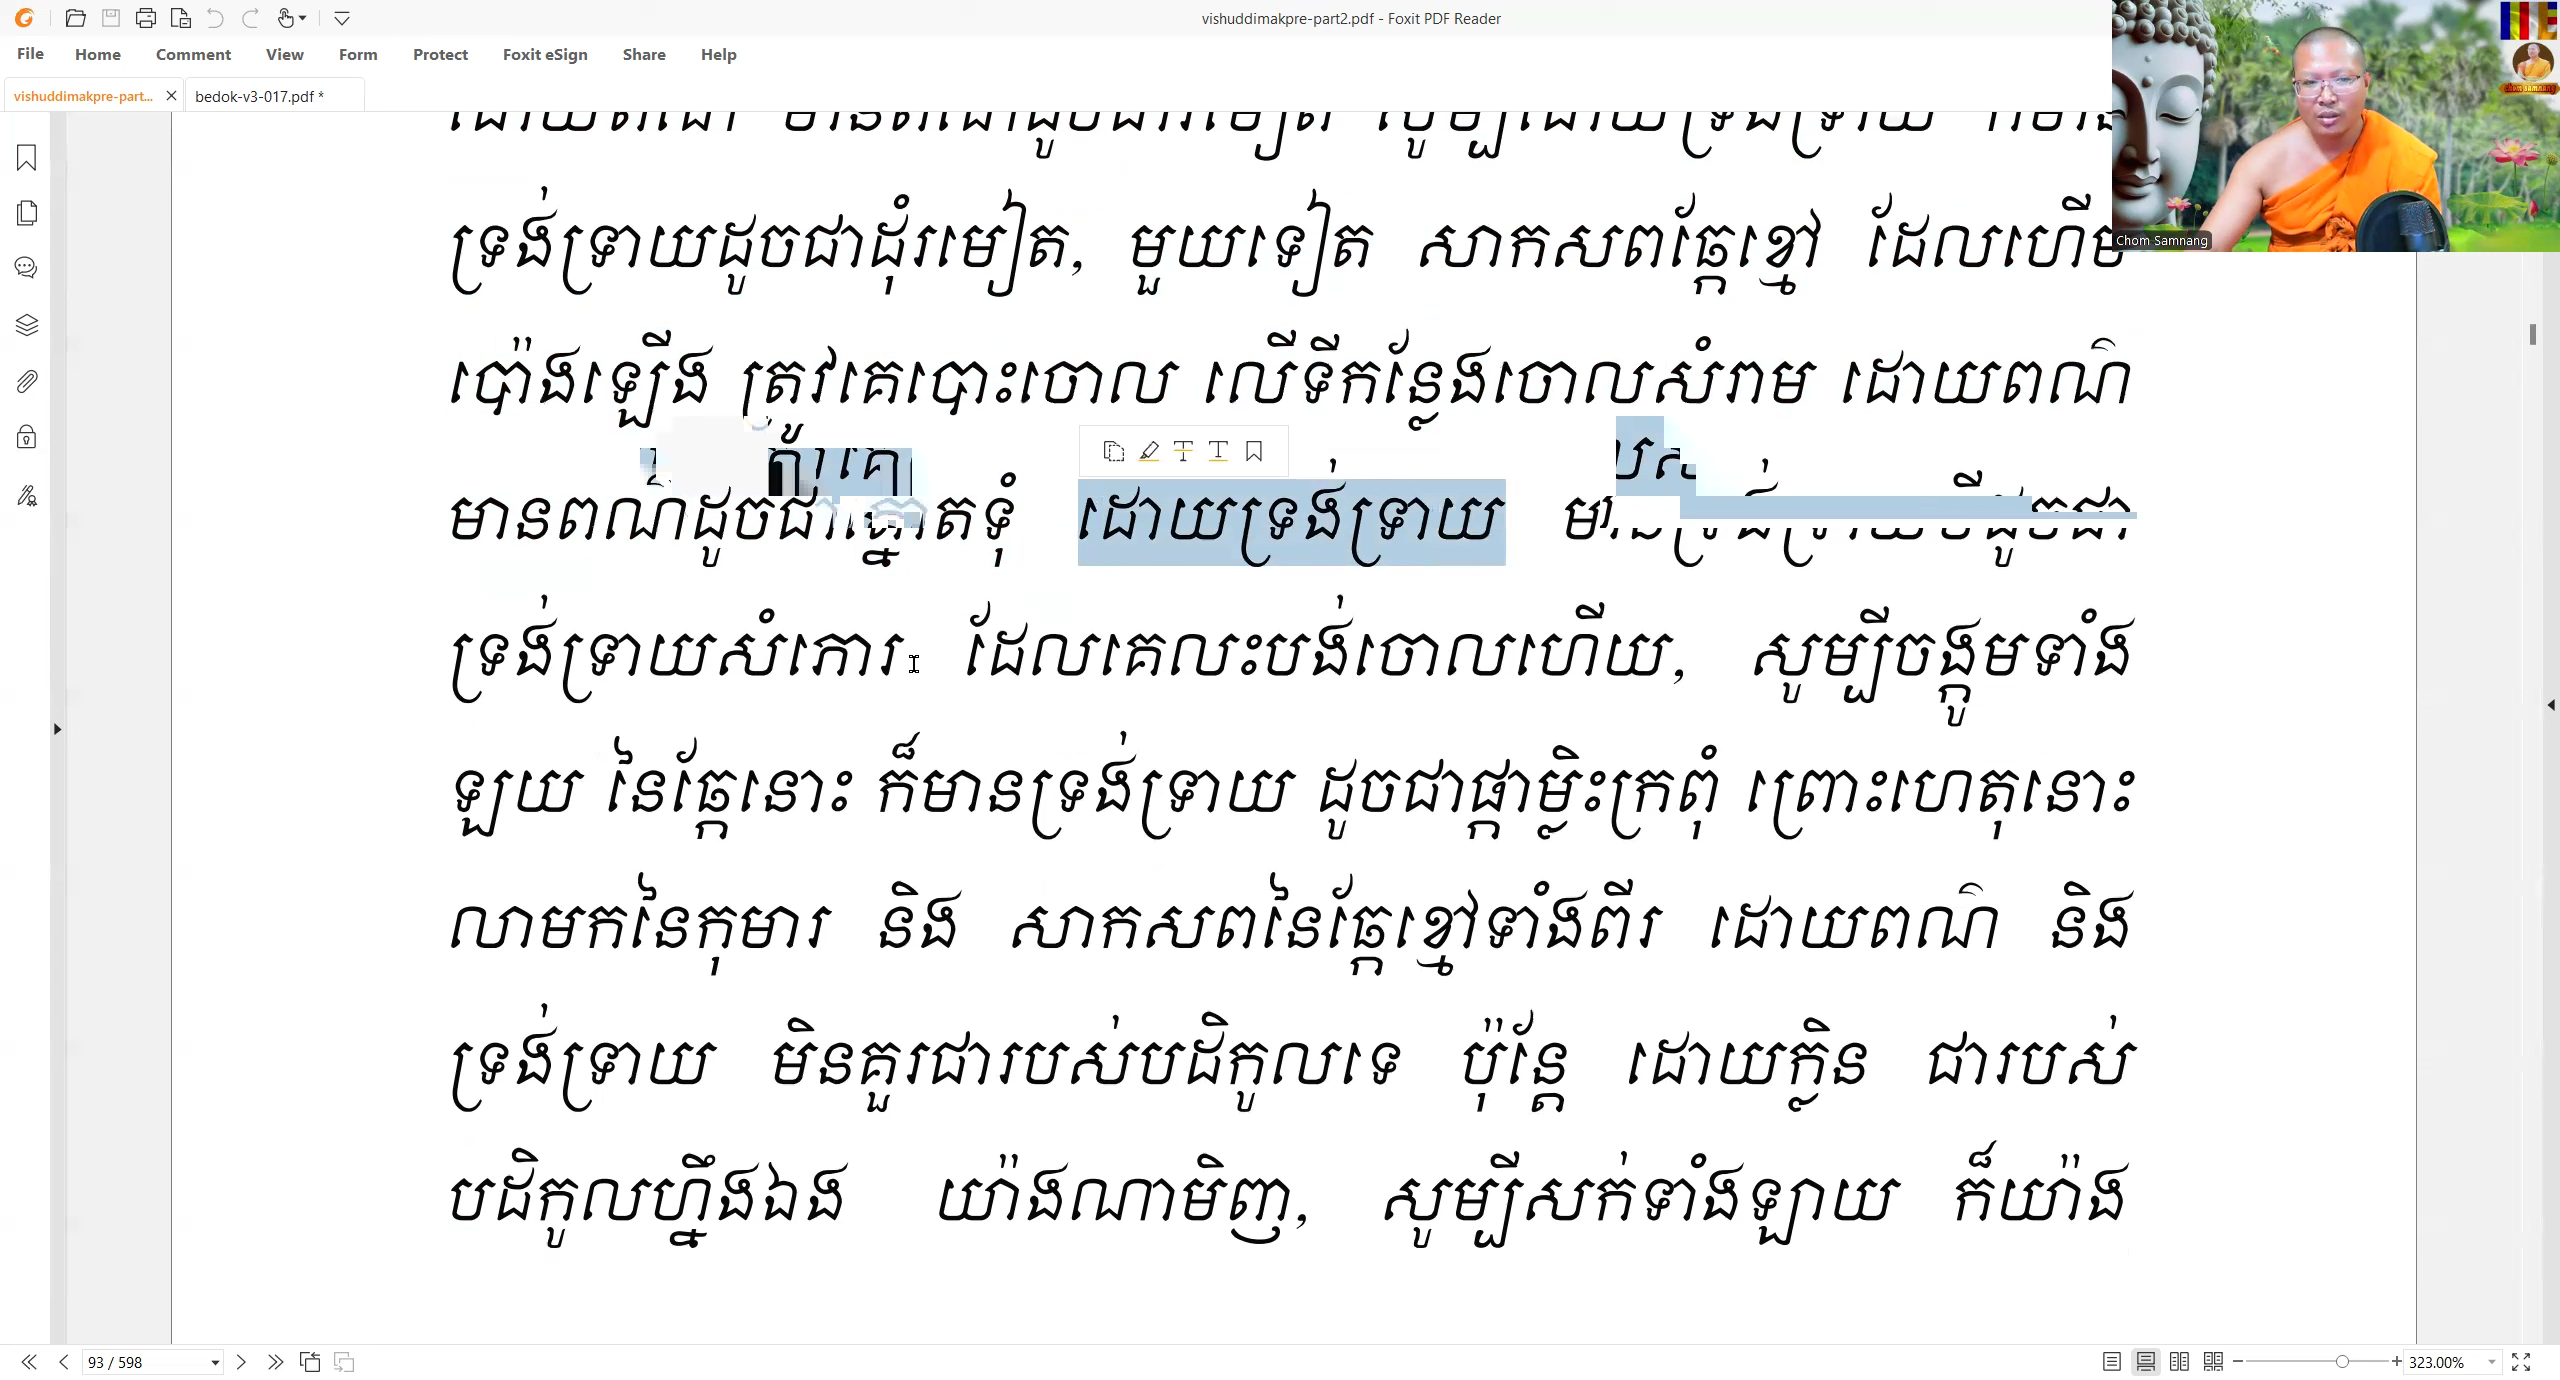 vishuddimakpre-part2.pdf - Foxit PDF Reader
File Home Comment View Form Protect Foxit eSign Share Help
vishuddimakpre-part... bedok-v3-017.pdf *
Chom Samnang
ទ្រង់ទ្រាយដូចជាដុំរមៀត, មួយទៀត សាកសពឆ្កែខ្មៅ ដែលហើម
ប៉ោងឡើង ត្រូវគេបោះចោល លើទីកន្លែងចោលសំរាម ដោយពណ៌
មានពណ៌ដូចជាផ្លែត្នោតទុំ ដោយទ្រង់ទ្រាយ
ទ្រង់ទ្រាយសំភោរ ដែលគេលះបង់ចោលហើយ, សូម្បីចង្កូមទាំង
ឡយ នៃឆ្កែនោះ ក៏មានទ្រង់ទ្រាយ ដូចជាផ្កាម្លិះក្រពុំ ព្រោះហេតុនោះ
លាមកនៃកុមារ និង សាកសពនៃឆ្កែខ្មៅទាំងពីរ ដោយពណ៌ និង
ទ្រង់ទ្រាយ មិនគួរជារបស់បដិកូលទេ ប៉ុន្តែ ដោយក្លិន ជារបស់
បដិកូលហ្នឹងឯង យ៉ាងណាមិញ, សូម្បីសក់ទាំងឡាយ ក៏យ៉ាង
93 / 598 323.00%